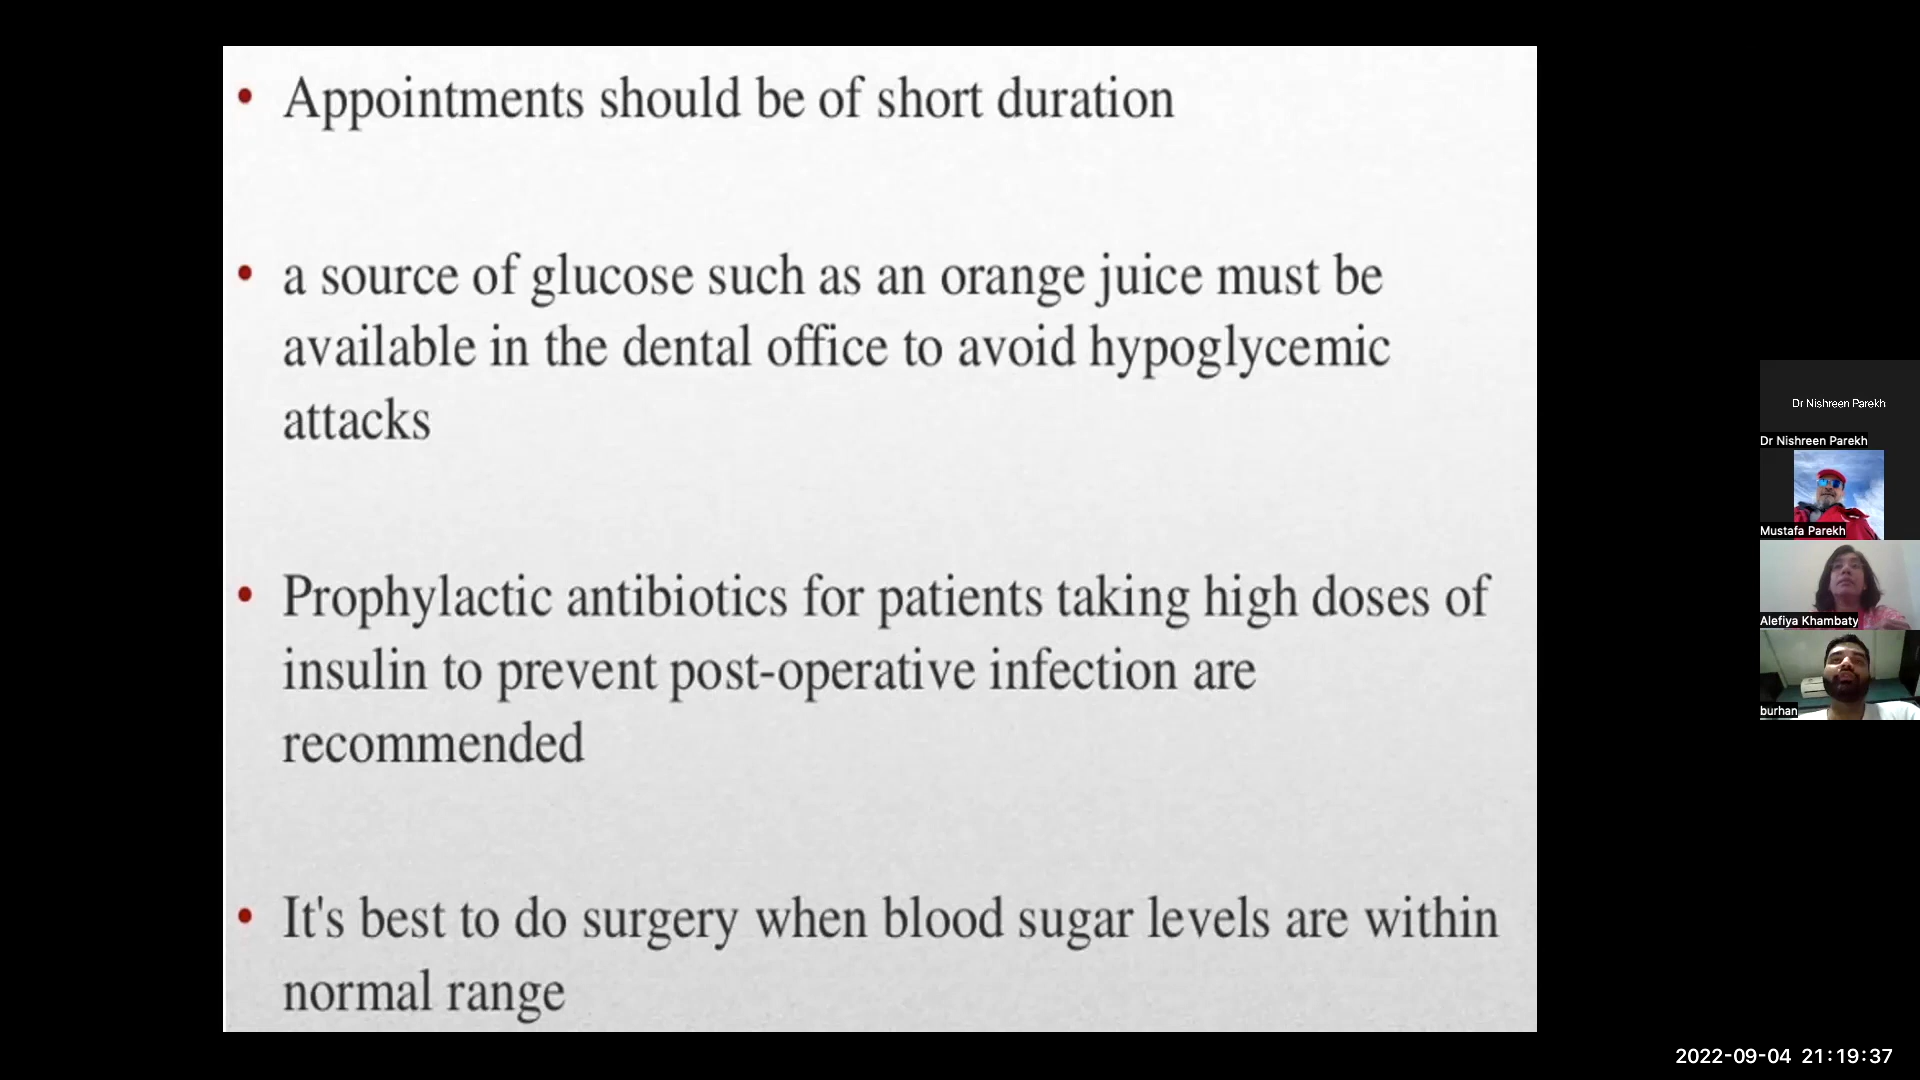 • Appointments should be of short duration
• a source of glucose such as an orange juice must be
available in the dental office to avoid hypoglycemic
attacks
• Prophylactic antibiotics for patients taking high doses of
insulin to prevent post-operative infection are
recommended
• It's best to do surgery when blood sugar levels are within
normal range
Dr Nishreen Parekh
Dr Nishreen Parekh
Mustafa Parekh
Alefiya Khambaty
burhan
2022-09-04 21:19:37